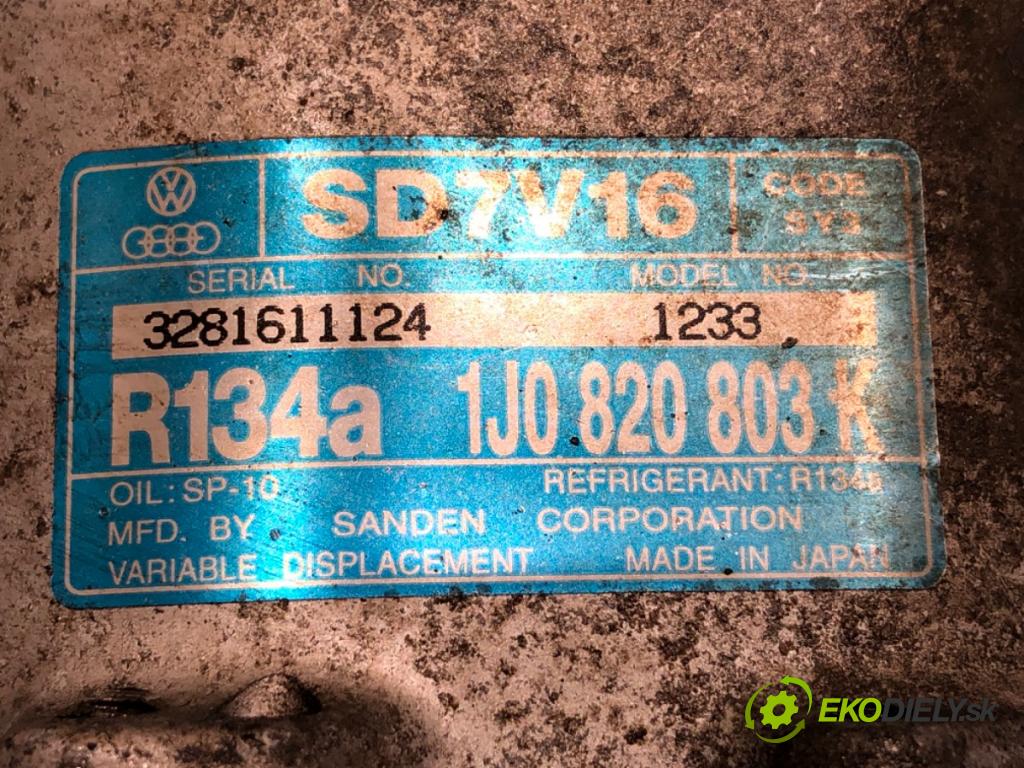 SD7V16
CODE
SERIAL NO. MODEL NO.
3281611124 1233
R134a 1J0 820 803 K
OIL: SP-10 REFRIGERANT: R134a
MFD. BY SANDEN CORPORATION
VARIABLE DISPLACEMENT MADE IN JAPAN
EKODIELY.sk